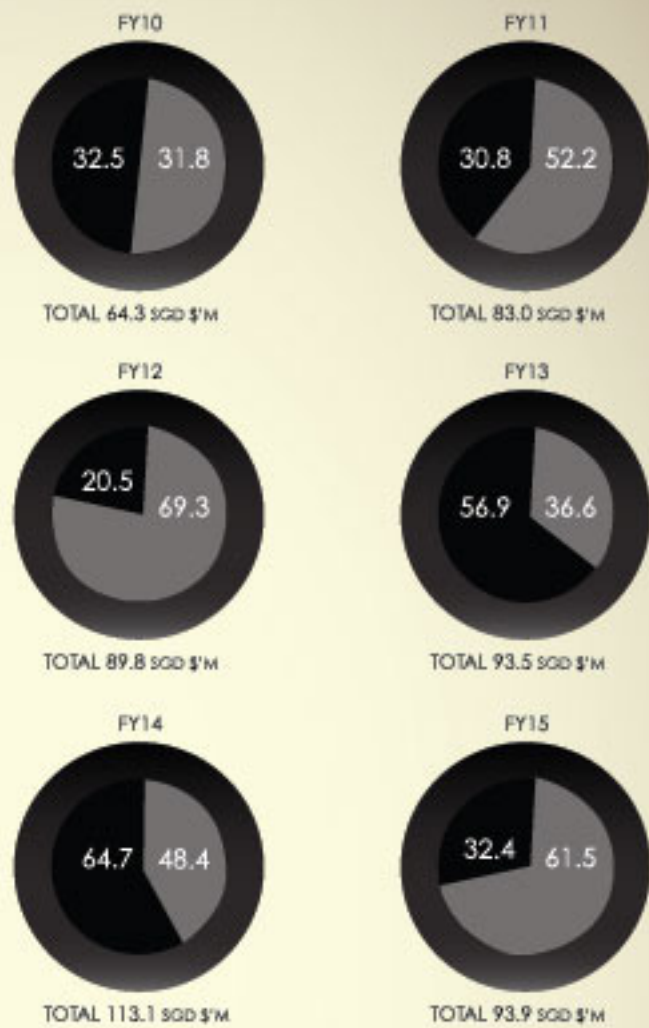 FY10
32.5 31.8
TOTAL 64.3 SGD $'M
FY11
30.8 52.2
TOTAL 83.0 SGD $'M
FY12
20.5 69.3
TOTAL 89.8 SGD $'M
FY13
56.9 36.6
TOTAL 93.5 SGD $'M
FY14
64.7 48.4
TOTAL 113.1 SGD $'M
FY15
32.4 61.5
TOTAL 93.9 SGD $'M